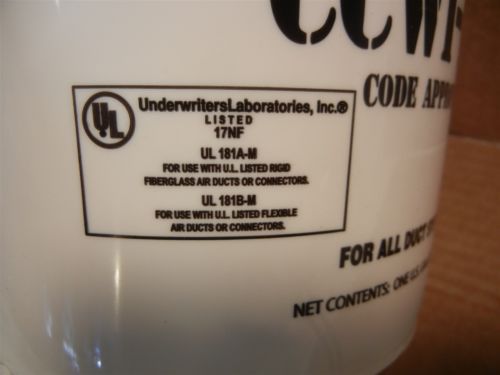 CODE
UL
UnderwritersLaboratories, Inc.®
LISTED
17NF
UL 181A-M
FOR USE WITH U.L. LISTED RIGID
FIBERGLASS AIR DUCTS OR CONNECTORS.
UL 181B-M
FOR USE WITH U.L. LISTED FLEXIBLE
AIR DUCTS OR CONNECTORS.
FOR ALL DUCT
NET CONTENTS: ONE U.S.